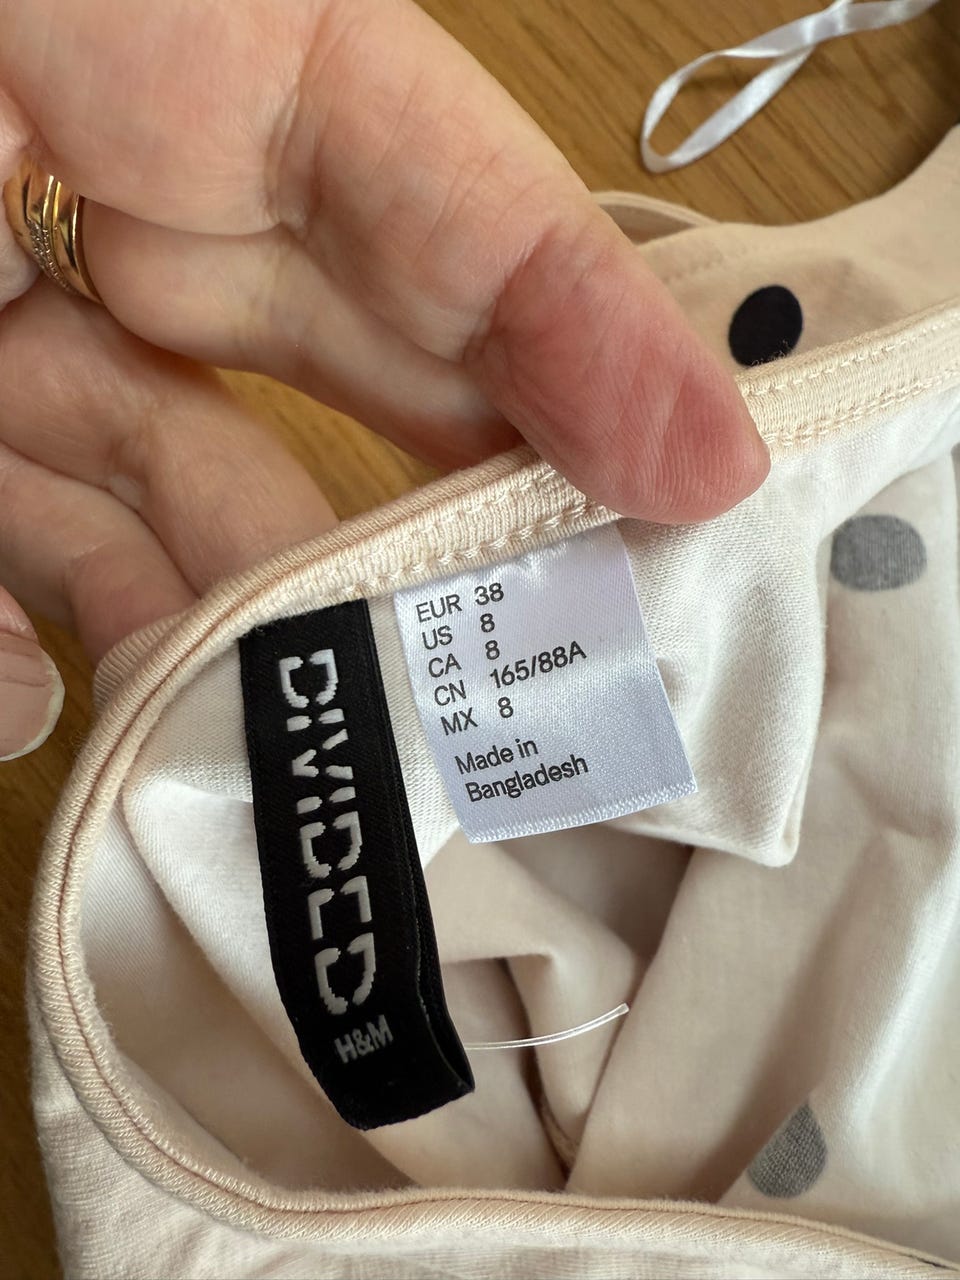 EUR 38
US 8
CA 8
CN 165/88A
MX 8
Made in
Bangladesh
DIVIDED
H&M